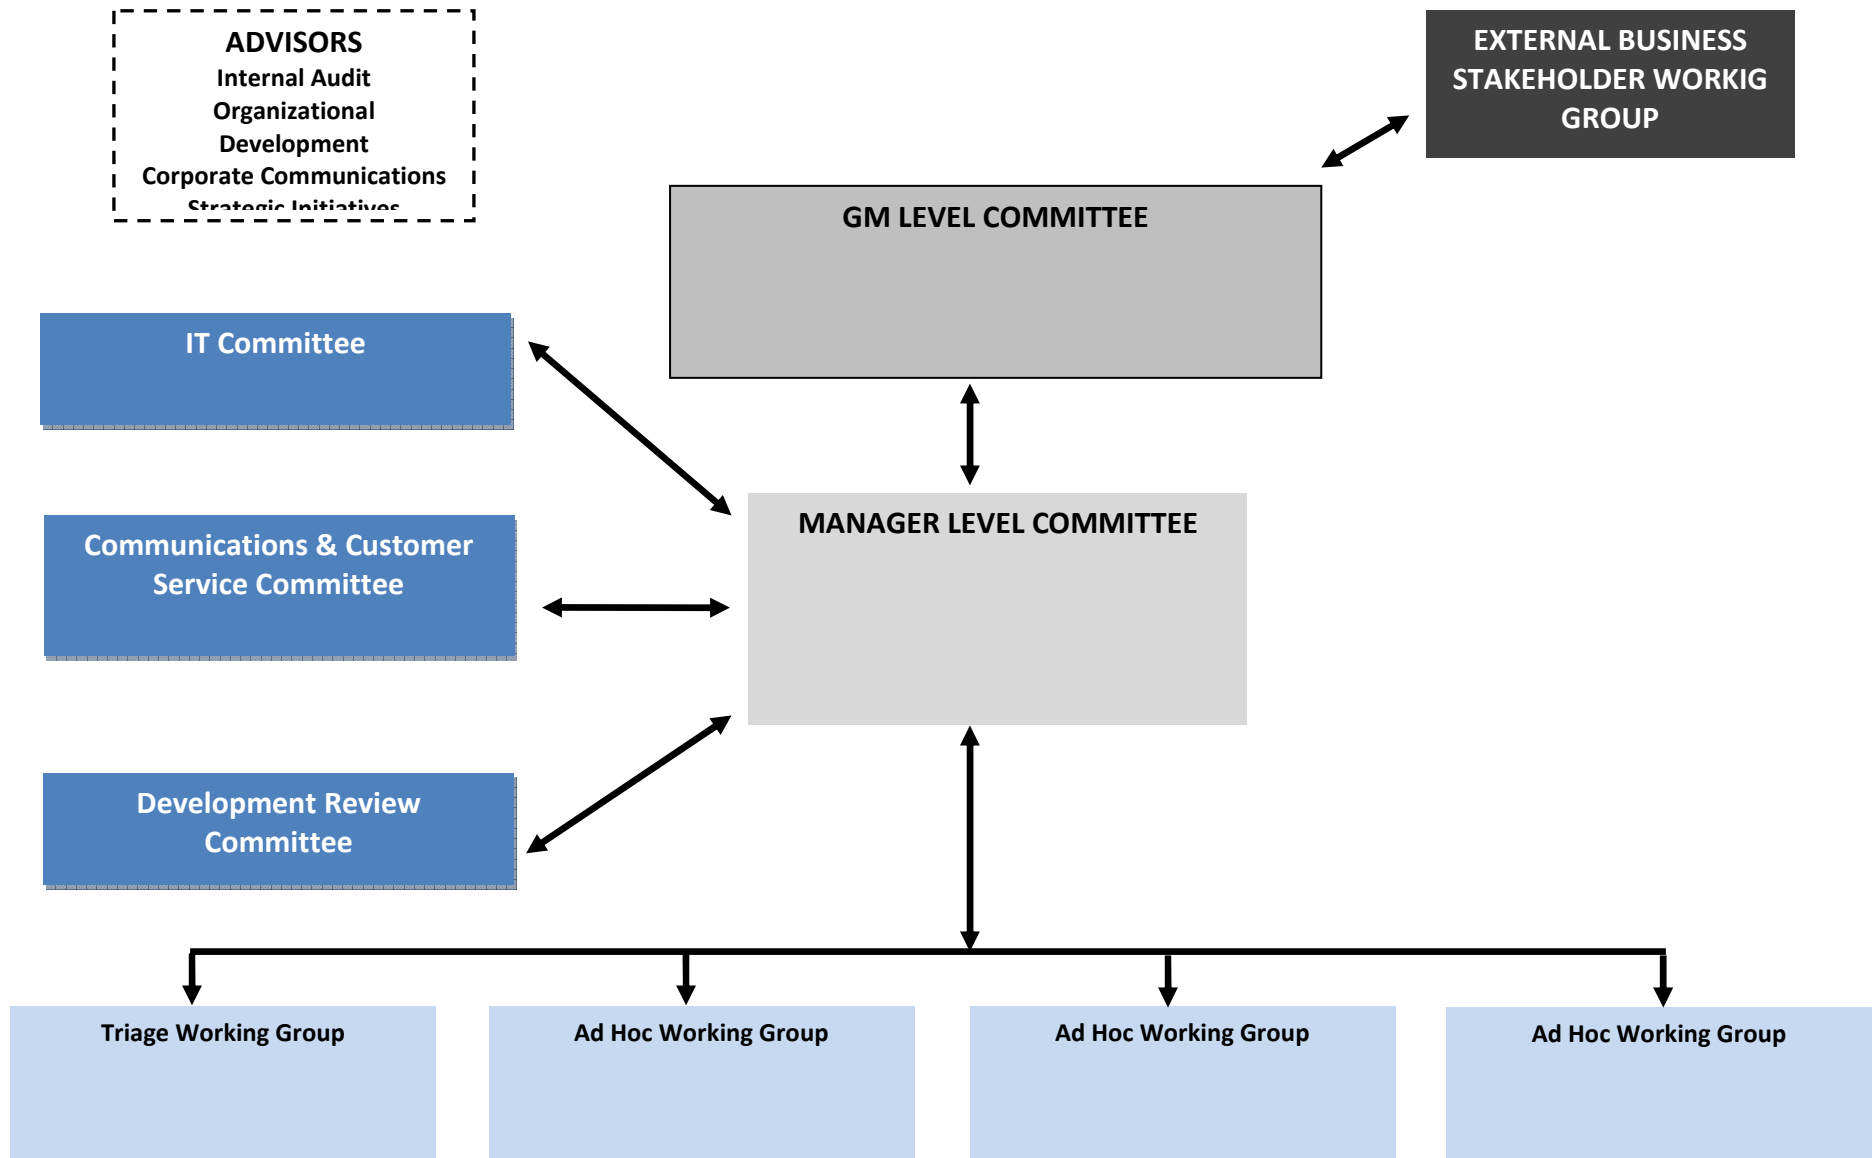 ADVISORS
Internal Audit
Organizational
Development
Corporate Communications
Strategic Initiatives
EXTERNAL BUSINESS
STAKEHOLDER WORKIG
GROUP
GM LEVEL COMMITTEE
IT Committee
MANAGER LEVEL COMMITTEE
Communications & Customer
Service Committee
Development Review
Committee
Triage Working Group
Ad Hoc Working Group
Ad Hoc Working Group
Ad Hoc Working Group